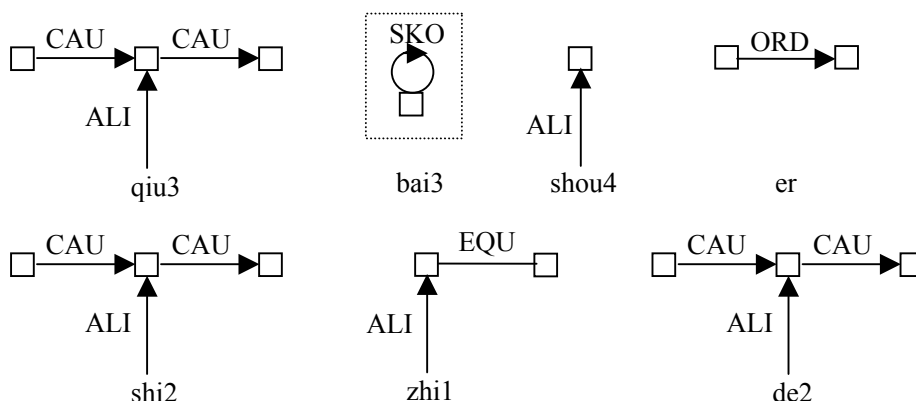 CAU CAU SKO ORD
ALI ALI
qiu3 bai3 shou4 er
CAU CAU EQU CAU CAU
ALI ALI ALI
shi2 zhi1 de2